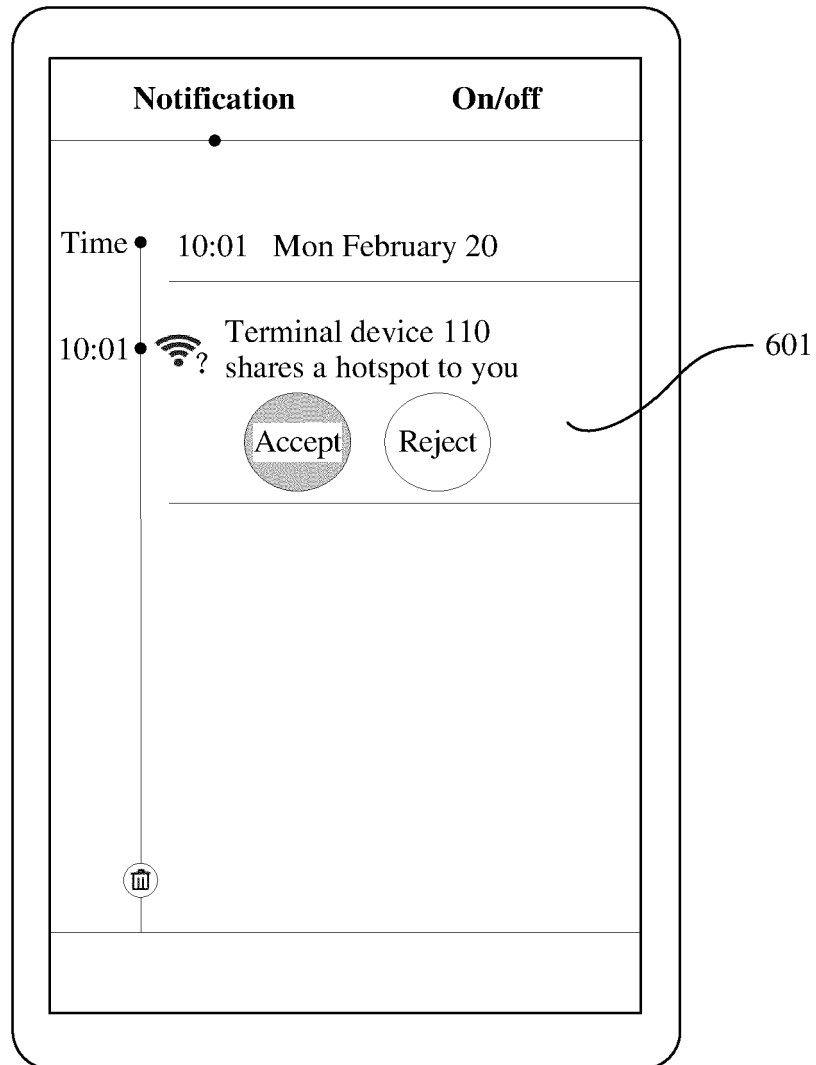 Notification On/off
Time 10:01 Mon February 20
10:01 ? Terminal device 110
shares a hotspot to you
Accept Reject
601